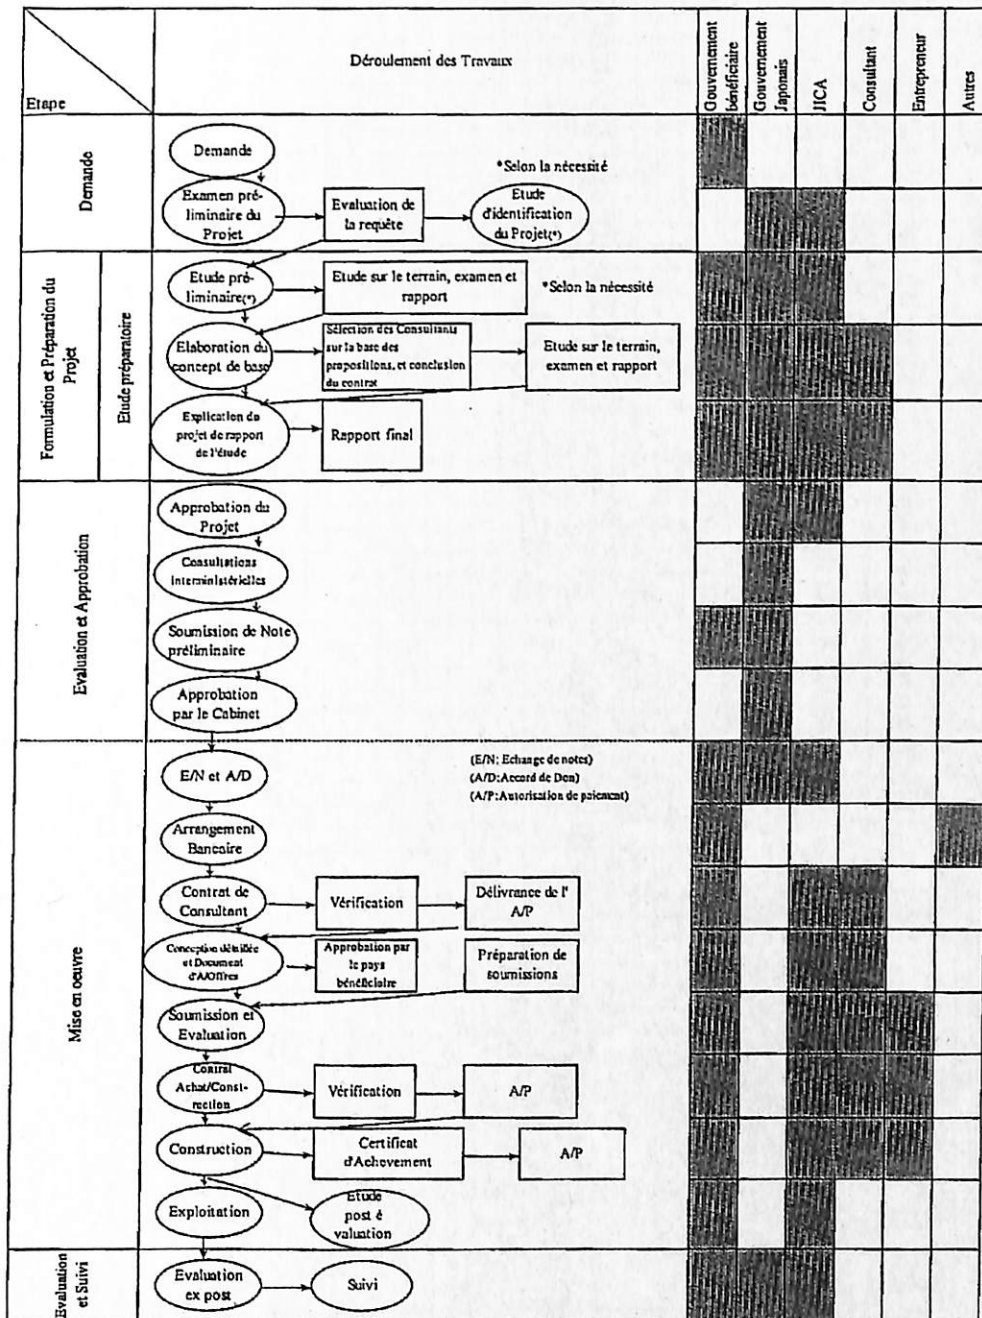 Etape
Déroulement des Travaux
Gouvernement
bénéficiaire
Gouvernement
Japonais
JICA
Consultant
Entrepreneur
Autres
Demande
Demande
*Selon la nécessité
Examen pré-
liminaire du
Projet
Evaluation de
la requête
Etude
d'identification
du Projet(*)
Formulation et Préparation du
Projet
Etude préparatoire
Etude pré-
liminaire(*)
Etude sur le terrain, examen et
rapport
*Selon la nécessité
Elaboration du
concept de base
Sélection des Consultants
sur la base des
propositions, et conclusion
du contrat
Etude sur le terrain,
examen et rapport
Explication du
projet de rapport
de l'étude
Rapport final
Evaluation et Approbation
Approbation du
Projet
Consultations
Interministérielles
Soumission de Note
préliminaire
Approbation
par le Cabinet
Mise en oeuvre
E/N et A/D
(E/N: Echange de notes)
(A/D:Accord de Don)
(A/P:Autorisation de paiement)
Arrangement
Bancaire
Contrat de
Consultant
Vérification
Délivrance de l'
A/P
Conception détaillée
et Document
d'A/Offres
Approbation par
le pays
bénéficiaire
Préparation de
soumissions
Soumission et
Evaluation
Contrat
Achat/Const-
rection
Vérification
A/P
Construction
Certificat
d'Achovement
A/P
Exploitation
Etude
post é
valuation
Evaluation
et Suivi
Evaluation
ex post
Suivi